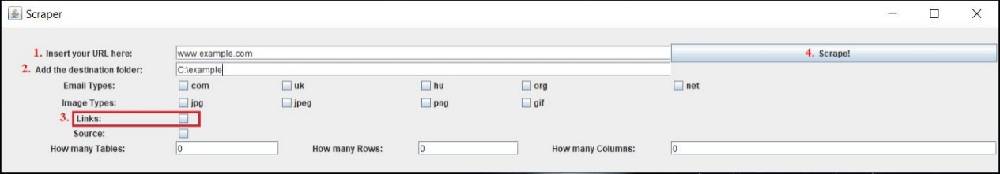 Scraper
1. Insert your URL here: www.example.com 4. Scrape!
2. Add the destination folder: C:\example
Email Types: com uk hu org net
Image Types: jpg jpeg png gif
3. Links:
Source:
How many Tables: 0 How many Rows: 0 How many Columns: 0